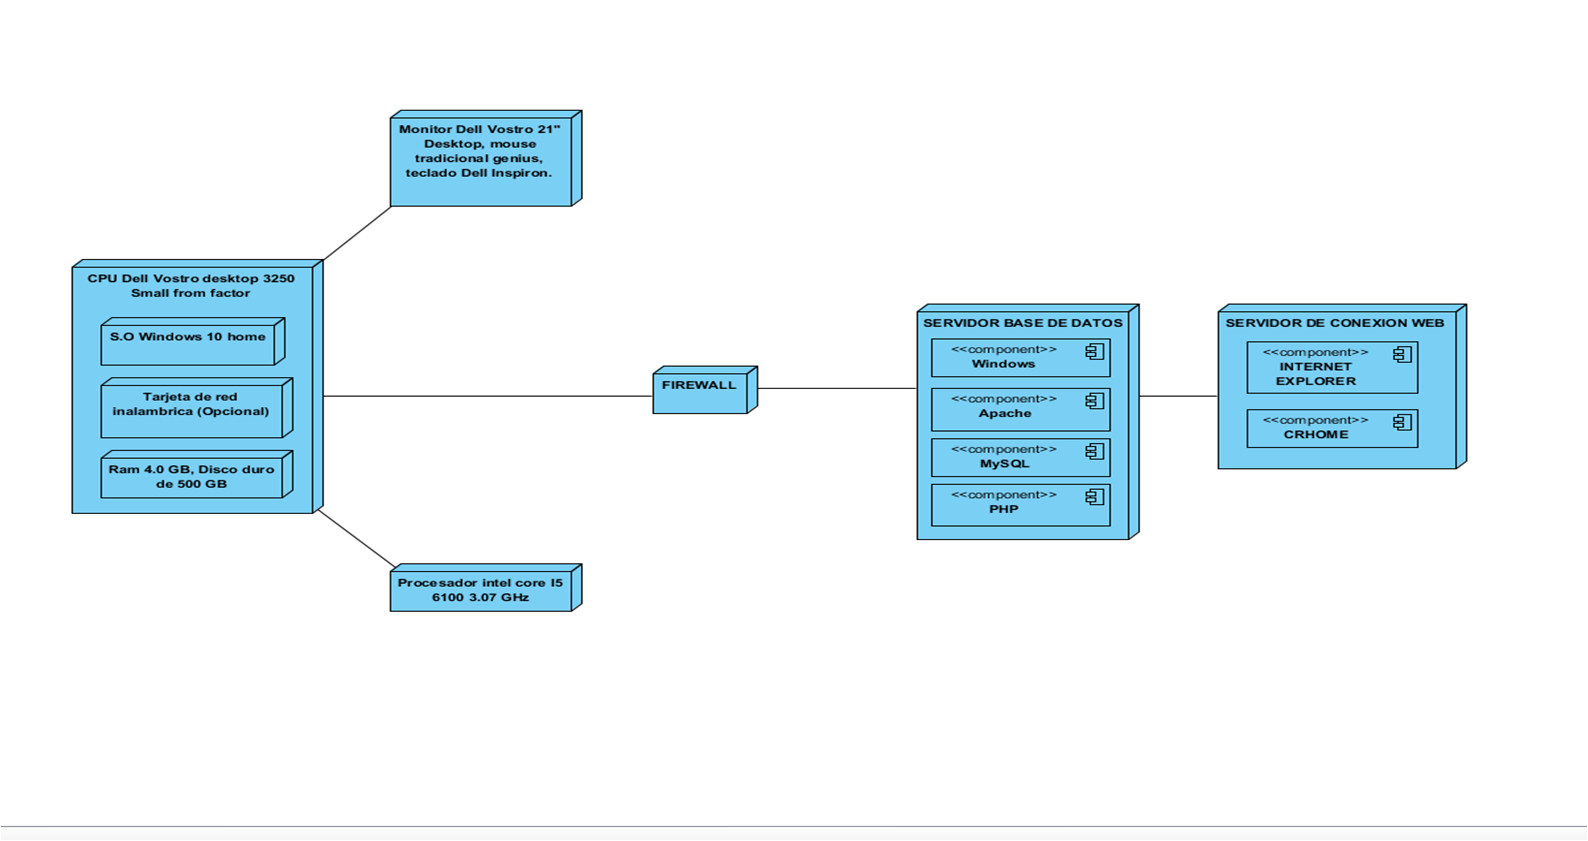 Monitor Dell Vostro 21"
Desktop, mouse
tradicional genius,
teclado Dell Inspiron.
CPU Dell Vostro desktop 3250
Small from factor
S.O Windows 10 home
Tarjeta de red
inalambrica (Opcional)
Ram 4.0 GB, Disco duro
de 500 GB
Procesador intel core I5
6100 3.07 GHz
FIREWALL
SERVIDOR BASE DE DATOS
<<component>>
Windows
<<component>>
Apache
<<component>>
MySQL
<<component>>
PHP
SERVIDOR DE CONEXION WEB
<<component>>
INTERNET
EXPLORER
<<component>>
CRHOME